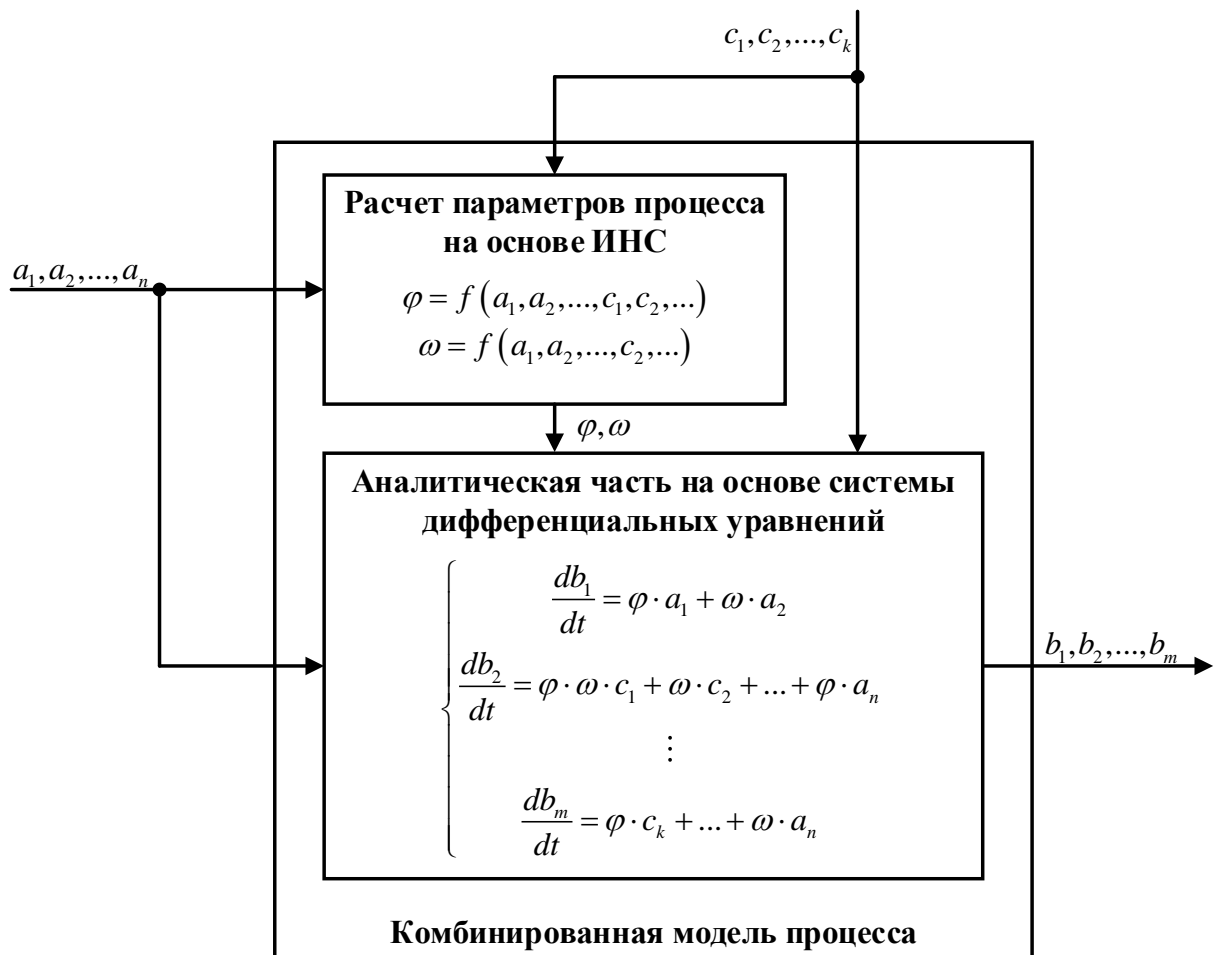 c₁, c₂, ..., cₖ
Расчет параметров процесса
на основе ИНС
a₁, a₂, ..., aₙ
φ = f(a₁, a₂, ..., c₁, c₂, ...)
ω = f(a₁, a₂, ..., c₂, ...)
φ, ω
Аналитическая часть на основе системы
дифференциальных уравнений
db₁/dt = φ · a₁ + ω · a₂
b₁, b₂, ..., bₘ
db₂/dt = φ · ω · c₁ + ω · c₂ + ... + φ · aₙ
⋮
dbₘ/dt = φ · cₖ + ... + ω · aₙ
Комбинированная модель процесса